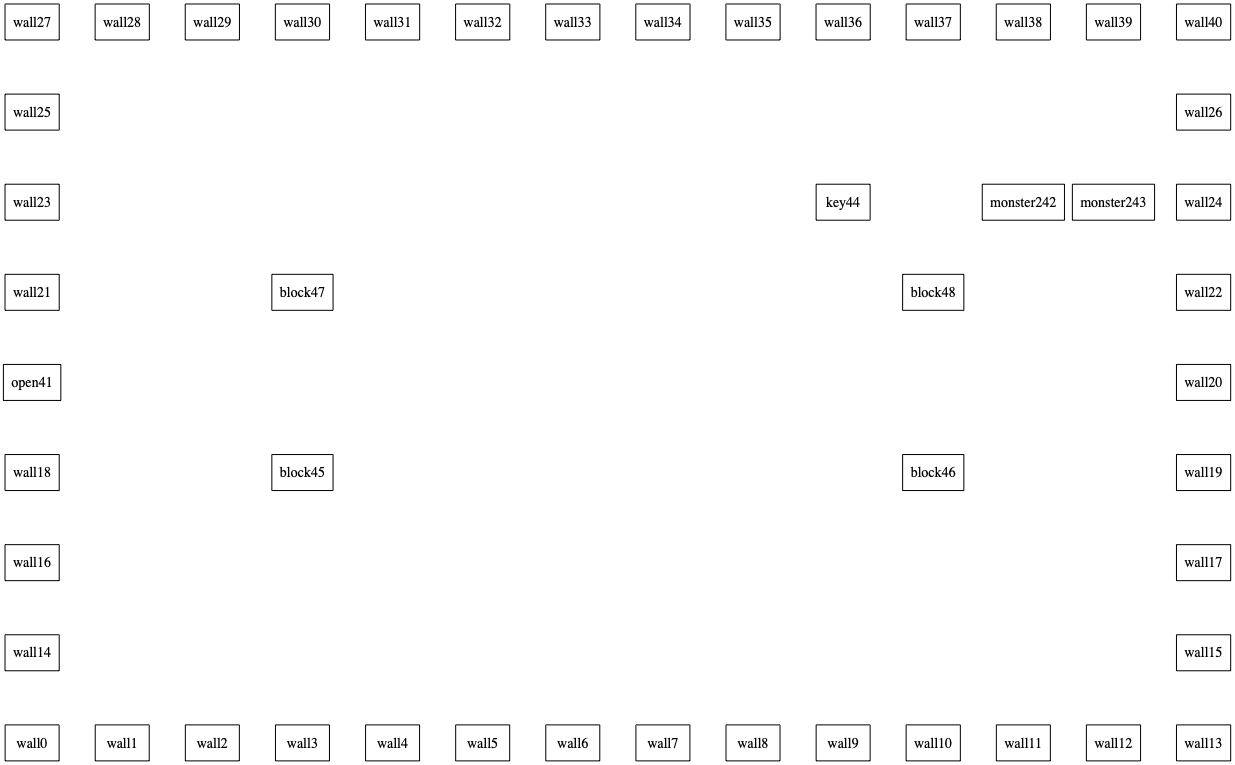 wall27 wall28 wall29 wall30 wall31 wall32 wall33 wall34 wall35 wall36 wall37 wall38 wall39 wall40
wall25 wall26
wall23 key44 monster242 monster243 wall24
wall21 block47 block48 wall22
open41 wall20
wall18 block45 block46 wall19
wall16 wall17
wall14 wall15
wall0 wall1 wall2 wall3 wall4 wall5 wall6 wall7 wall8 wall9 wall10 wall11 wall12 wall13